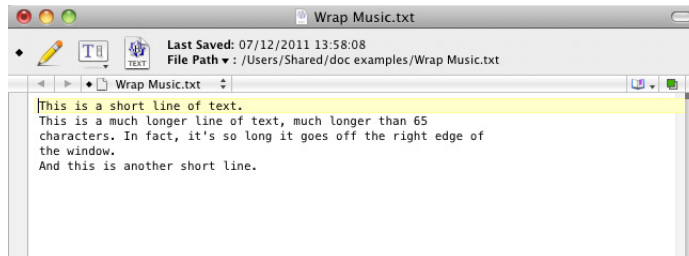 Wrap Music.txt
Last Saved: 07/12/2011 13:58:08
File Path ▾ : /Users/Shared/doc examples/Wrap Music.txt
T
TEXT
Wrap Music.txt
This is a short line of text.
This is a much longer line of text, much longer than 65
characters. In fact, it's so long it goes off the right edge of
the window.
And this is another short line.